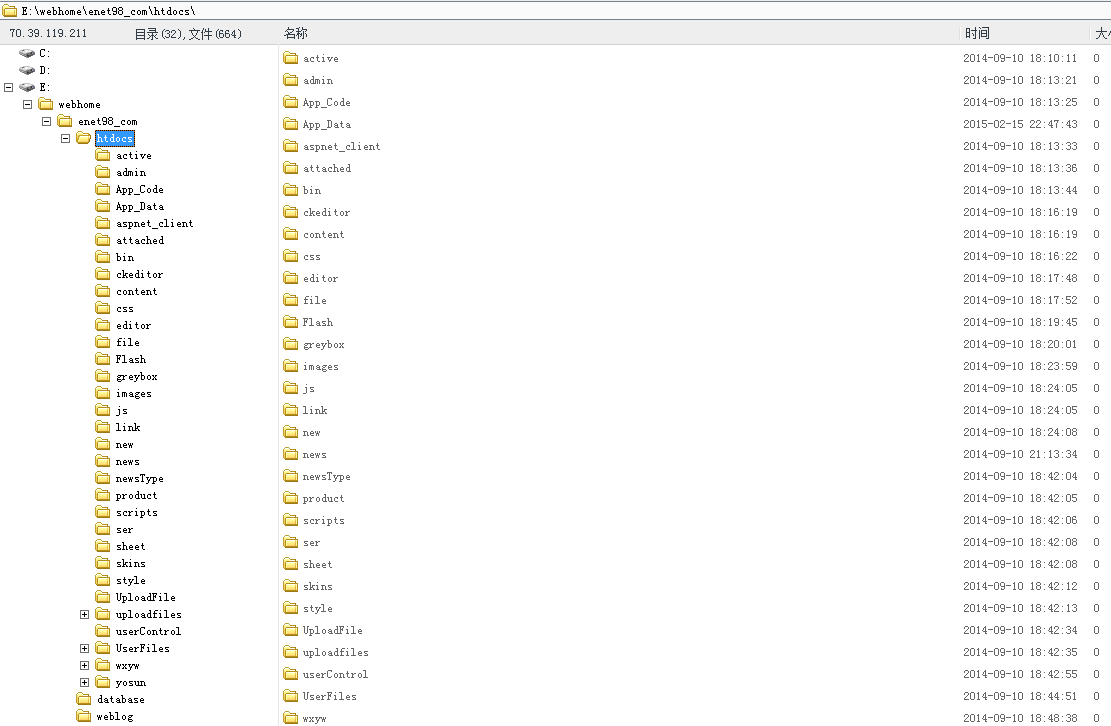 E:\webhome\enet98_com\htdocs\
70.39.119.211 目录(32),文件(664) 名称 时间
C:
D:
E:
webhome
enet98_com
htdocs
active
admin
App_Code
App_Data
aspnet_client
attached
bin
ckeditor
content
css
editor
file
Flash
greybox
images
js
link
new
news
newsType
product
scripts
ser
sheet
skins
style
UploadFile
uploadfiles
userControl
UserFiles
wxyw
yosun
database
weblog
active 2014-09-10 18:10:11 0
admin 2014-09-10 18:13:21 0
App_Code 2014-09-10 18:13:25 0
App_Data 2015-02-15 22:47:43 0
aspnet_client 2014-09-10 18:13:33 0
attached 2014-09-10 18:13:36 0
bin 2014-09-10 18:13:44 0
ckeditor 2014-09-10 18:16:19 0
content 2014-09-10 18:16:19 0
css 2014-09-10 18:16:22 0
editor 2014-09-10 18:17:48 0
file 2014-09-10 18:17:52 0
Flash 2014-09-10 18:19:45 0
greybox 2014-09-10 18:20:01 0
images 2014-09-10 18:23:59 0
js 2014-09-10 18:24:05 0
link 2014-09-10 18:24:05 0
new 2014-09-10 18:24:08 0
news 2014-09-10 21:13:34 0
newsType 2014-09-10 18:42:04 0
product 2014-09-10 18:42:05 0
scripts 2014-09-10 18:42:06 0
ser 2014-09-10 18:42:08 0
sheet 2014-09-10 18:42:08 0
skins 2014-09-10 18:42:12 0
style 2014-09-10 18:42:13 0
UploadFile 2014-09-10 18:42:34 0
uploadfiles 2014-09-10 18:42:35 0
userControl 2014-09-10 18:42:55 0
UserFiles 2014-09-10 18:44:51 0
wxyw 2014-09-10 18:48:38 0